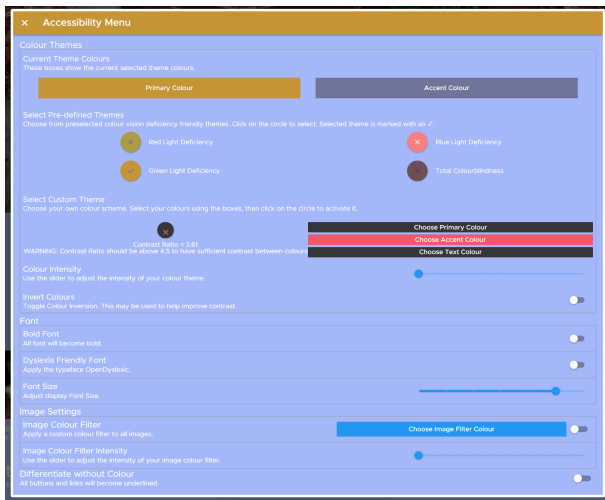 × Accessibility Menu
Colour Themes
Current Theme Colours
These boxes show the current selected theme colours.
Primary Colour
Accent Colour
Select Pre-defined Themes
Choose from preselected colour vision deficiency friendly themes. Click on the circle to select. Selected theme is marked with an ✓.
Red Light Deficiency
Blue Light Deficiency
Green Light Deficiency
Total Colourblindness
Select Custom Theme
Choose your own colour scheme. Select your colours using the boxes, then click on the circle to activate it.
Contrast Ratio = 3.61
WARNING: Contrast Ratio should be above 4.5 to have sufficient contrast between colours
Choose Primary Colour
Choose Accent Colour
Choose Text Colour
Colour Intensity
Use the slider to adjust the intensity of your colour theme.
Invert Colours
Toggle Colour Inversion. This may be used to help improve contrast.
Font
Bold Font
All font will become bold.
Dyslexia Friendly Font
Apply the typeface OpenDyslexic.
Font Size
Adjust display Font Size.
Image Settings
Image Colour Filter
Apply a custom colour filter to all images.
Choose Image Filter Colour
Image Colour Filter Intensity
Use the slider to adjust the intensity of your image colour filter.
Differentiate without Colour
All buttons and links will become underlined.